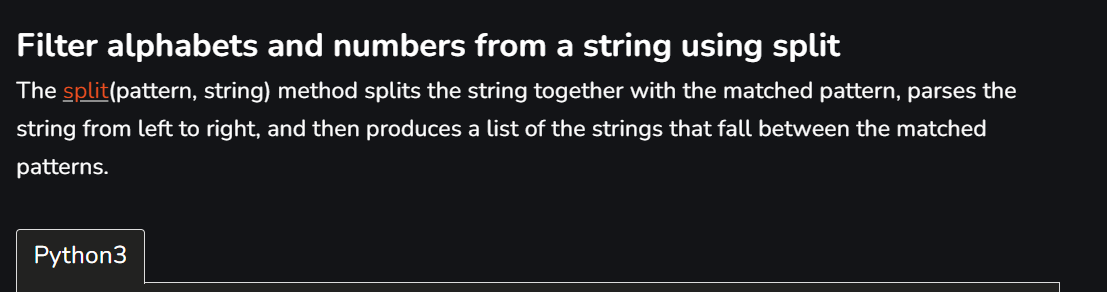 Filter alphabets and numbers from a string using split
The split(pattern, string) method splits the string together with the matched pattern, parses the
string from left to right, and then produces a list of the strings that fall between the matched
patterns.
Python3